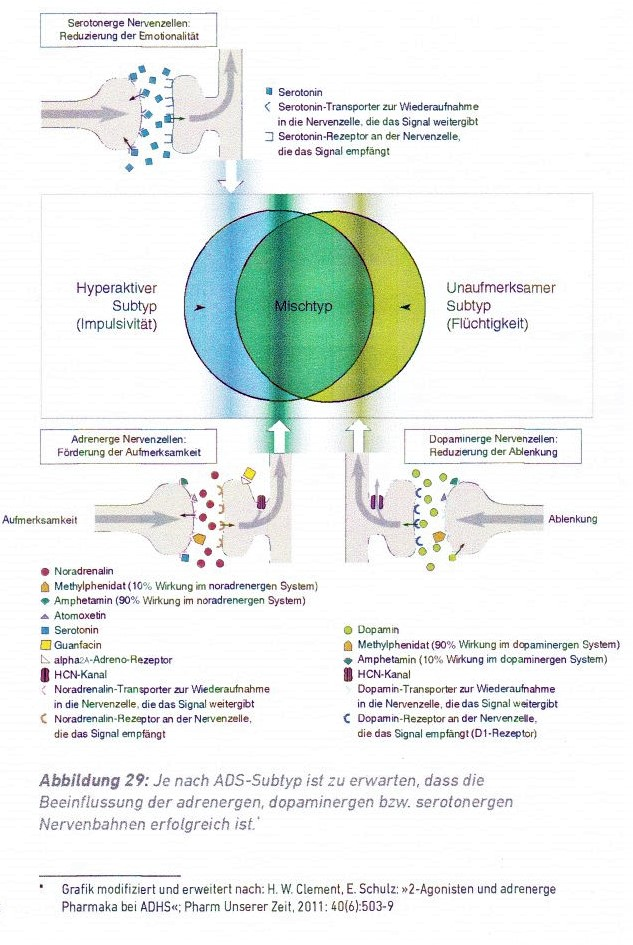 Serotonerge Nervenzellen:
Reduzierung der Emotionalität
Serotonin
Serotonin-Transporter zur Wiederaufnahme
in die Nervenzelle, die das Signal weitergibt
Serotonin-Rezeptor an der Nervenzelle,
die das Signal empfängt
Hyperaktiver
Subtyp
(Impulsivität)
Mischtyp
Unaufmerksamer
Subtyp
(Flüchtigkeit)
Adrenerge Nervenzellen:
Förderung der Aufmerksamkeit
Dopaminerge Nervenzellen:
Reduzierung der Ablenkung
Aufmerksamkeit
Ablenkung
Noradrenalin
Methylphenidat (10% Wirkung im noradrenergen System)
Amphetamin (90% Wirkung im noradrenergen System)
Atomoxetin
Serotonin
Guanfacin
alpha2A-Adreno-Rezeptor
HCN-Kanal
Noradrenalin-Transporter zur Wiederaufnahme
in die Nervenzelle, die das Signal weitergibt
Noradrenalin-Rezeptor an der Nervenzelle,
die das Signal empfängt
Dopamin
Methylphenidat (90% Wirkung im dopaminergen System)
Amphetamin (10% Wirkung im dopaminergen System)
HCN-Kanal
Dopamin-Transporter zur Wiederaufnahme
in die Nervenzelle, die das Signal weitergibt
Dopamin-Rezeptor an der Nervenzelle,
die das Signal empfängt (D1-Rezeptor)
Abbildung 29: Je nach ADS-Subtyp ist zu erwarten, dass die
Beeinflussung der adrenergen, dopaminergen bzw. serotonergen
Nervenbahnen erfolgreich ist.*
* Grafik modifiziert und erweitert nach: H. W. Clement, E. Schulz: »2-Agonisten und adrenerge
Pharmaka bei ADHS«; Pharm Unserer Zeit, 2011: 40(6):503-9